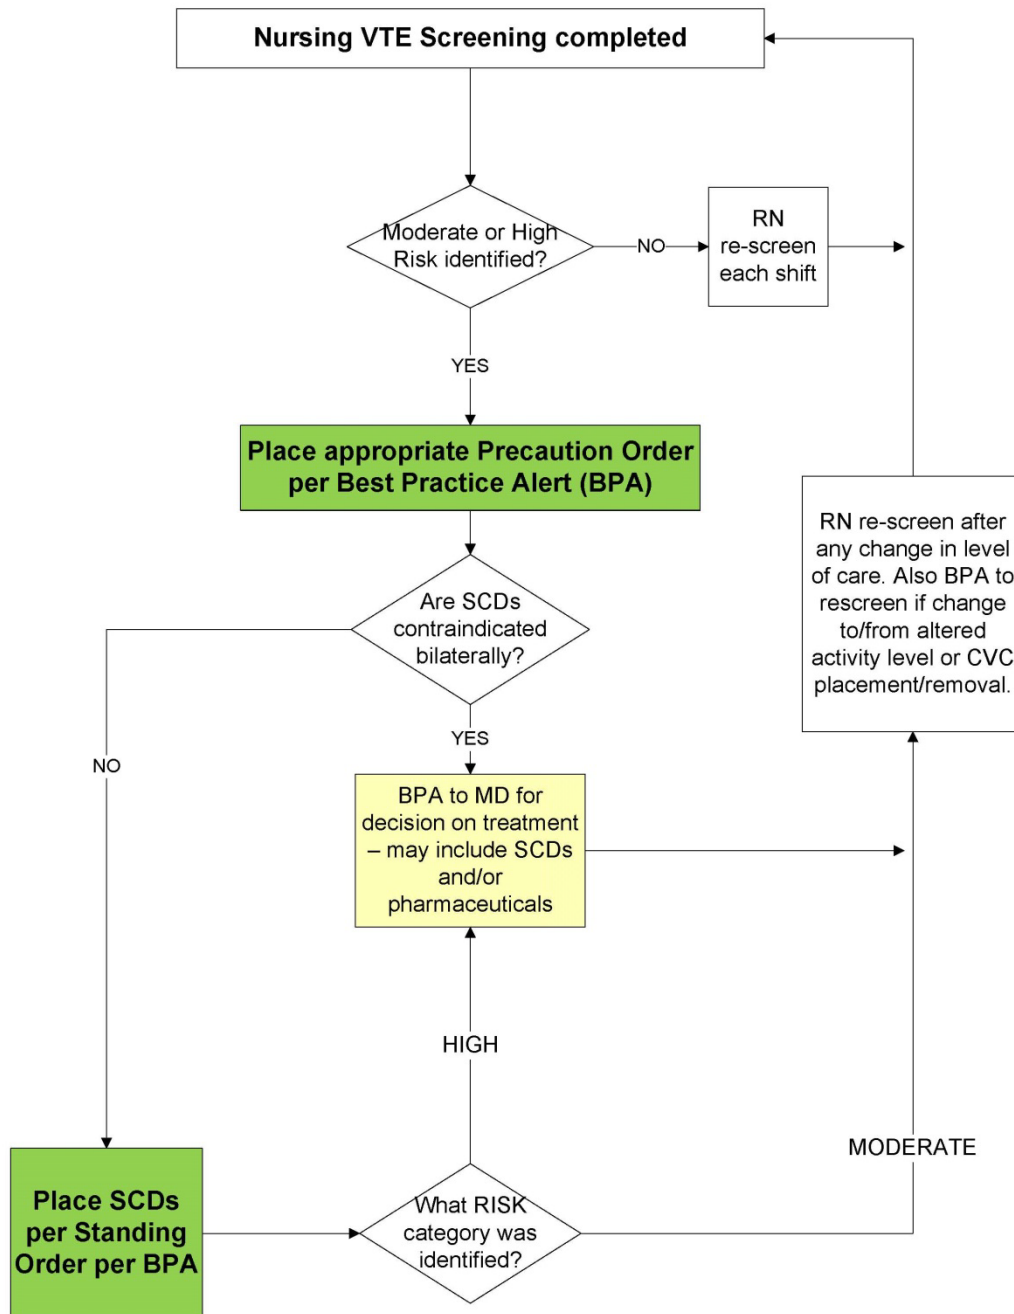 Nursing VTE Screening completed
Moderate or High
Risk identified?
NO
RN
re-screen
each shift
YES
Place appropriate Precaution Order
per Best Practice Alert (BPA)
RN re-screen after
any change in level
of care. Also BPA to
rescreen if change
to/from altered
activity level or CVC
placement/removal.
Are SCDs
contraindicated
bilaterally?
YES
NO
BPA to MD for
decision on treatment
– may include SCDs
and/or
pharmaceuticals
HIGH
MODERATE
Place SCDs
per Standing
Order per BPA
What RISK
category was
identified?